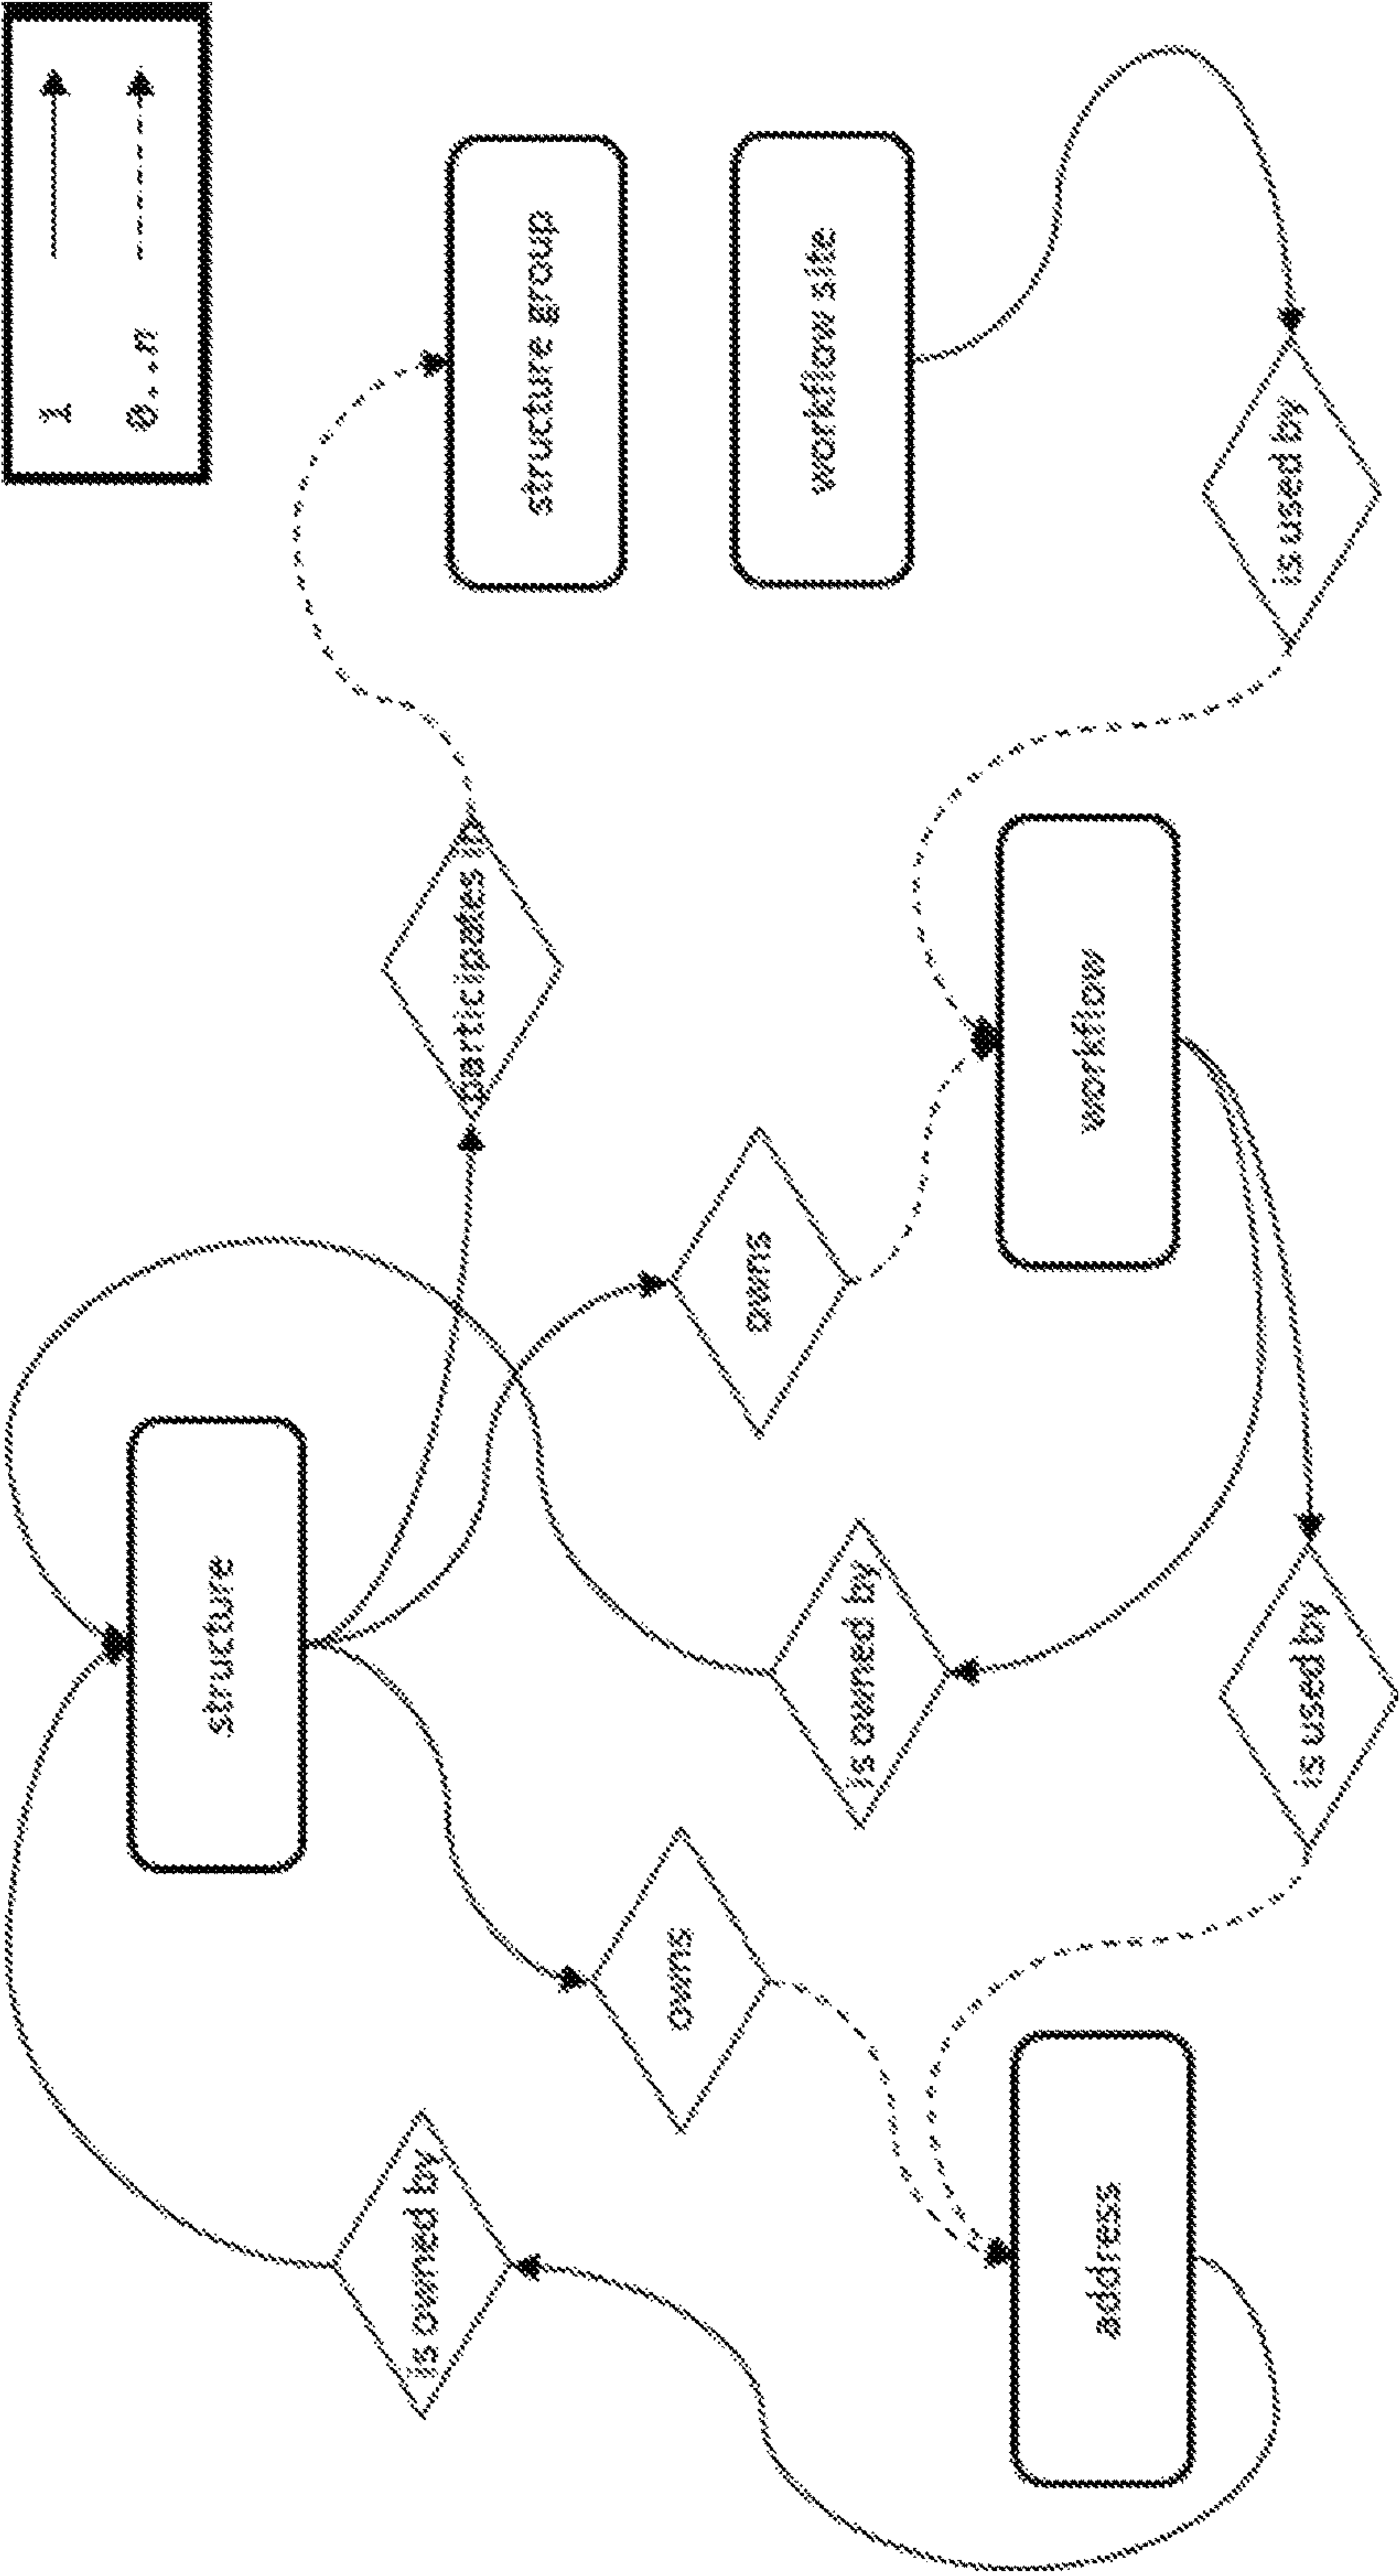 structure
is owned by
owns
is owned by
owns
participates in
structure group
workflow site
address
workflow
is used by
is used by
1
0..n